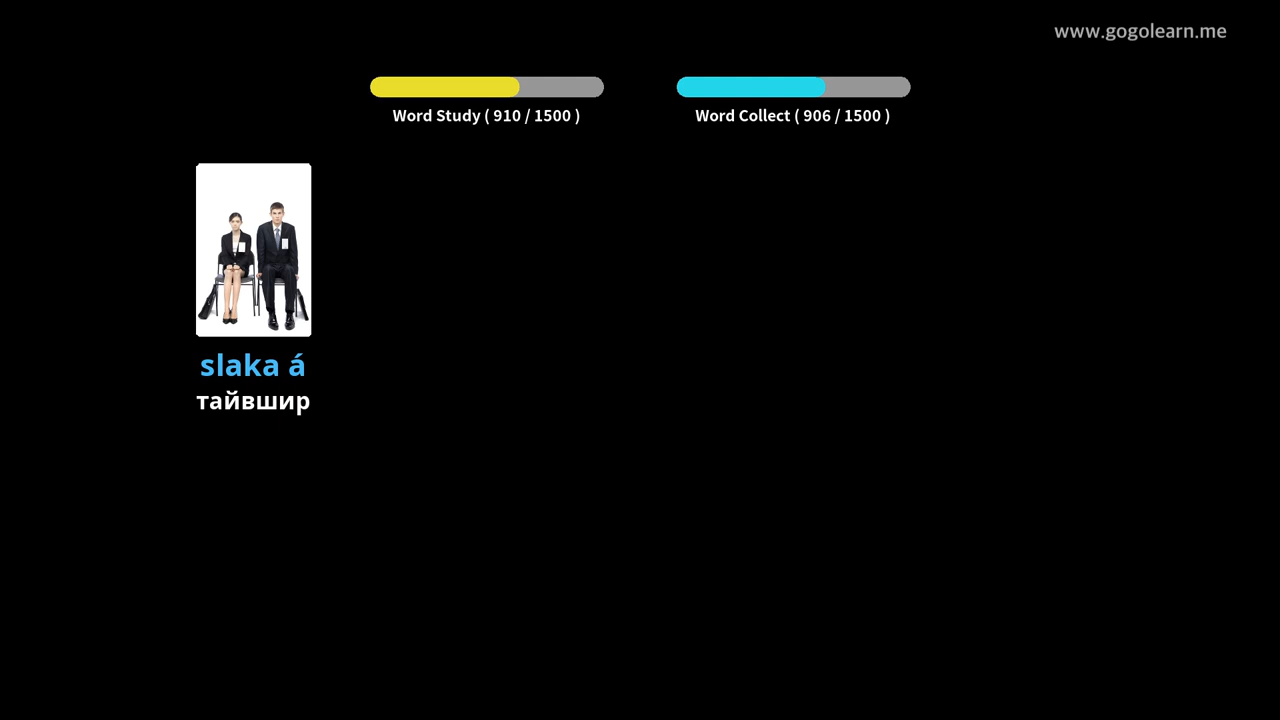 www.gogolearn.me
Word Study ( 910 / 1500 )
Word Collect ( 906 / 1500 )
slaka á
тайвшир